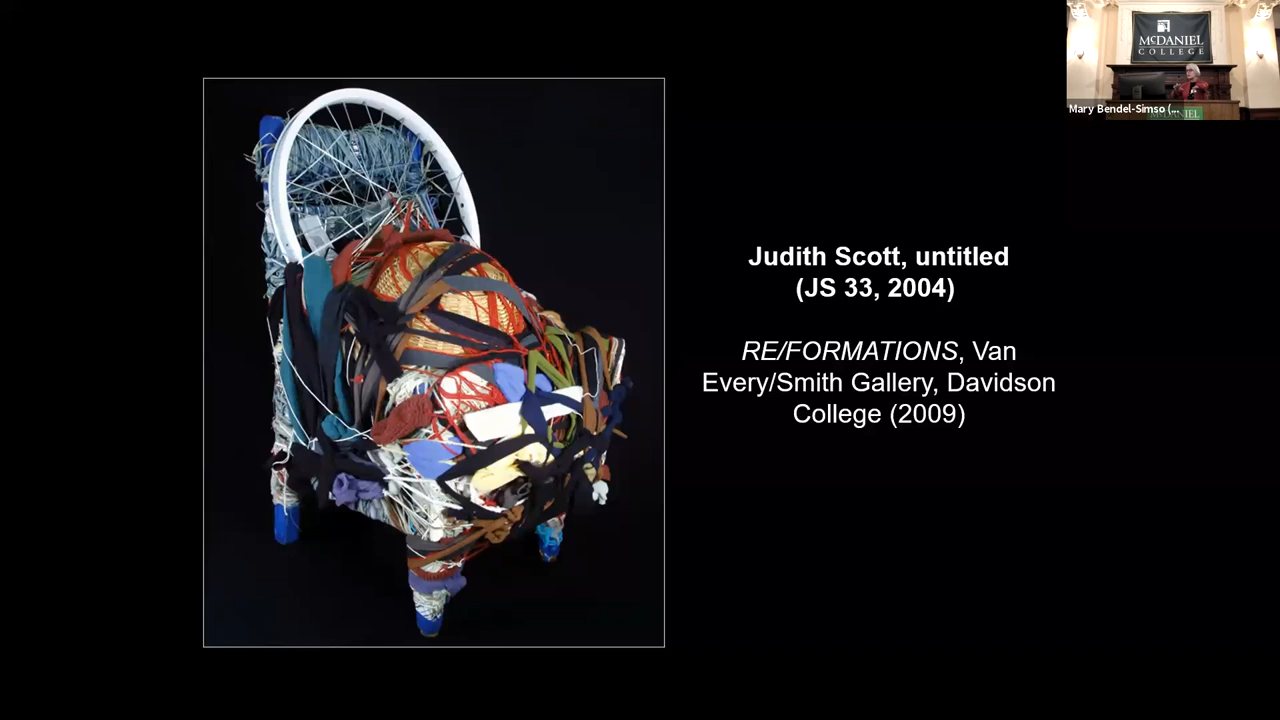 McDANIEL
COLLEGE
Mary Bendel-Simso (...
Judith Scott, untitled
(JS 33, 2004)
RE/FORMATIONS, Van
Every/Smith Gallery, Davidson
College (2009)